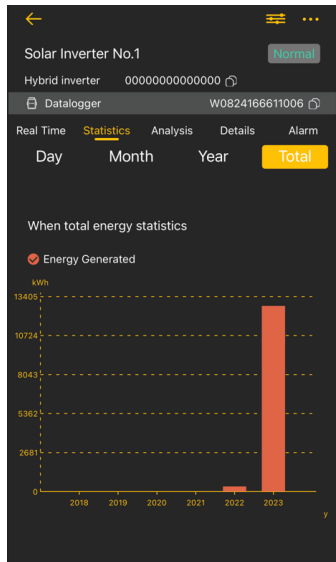 Solar Inverter No.1 Normal
Hybrid inverter 00000000000000
Datalogger W0824166611006
Real Time Statistics Analysis Details Alarm
Day Month Year Total
When total energy statistics
Energy Generated
kWh
13405
10724
8043
5362
2681
0
2018 2019 2020 2021 2022 2023
y